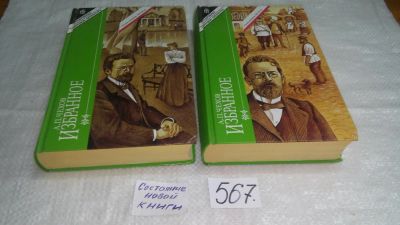 А.П.ЧЕХОВ
ИЗБРАННОЕ
А.П.ЧЕХОВ
ИЗБРАННОЕ
Состояние
новой
книги
567.